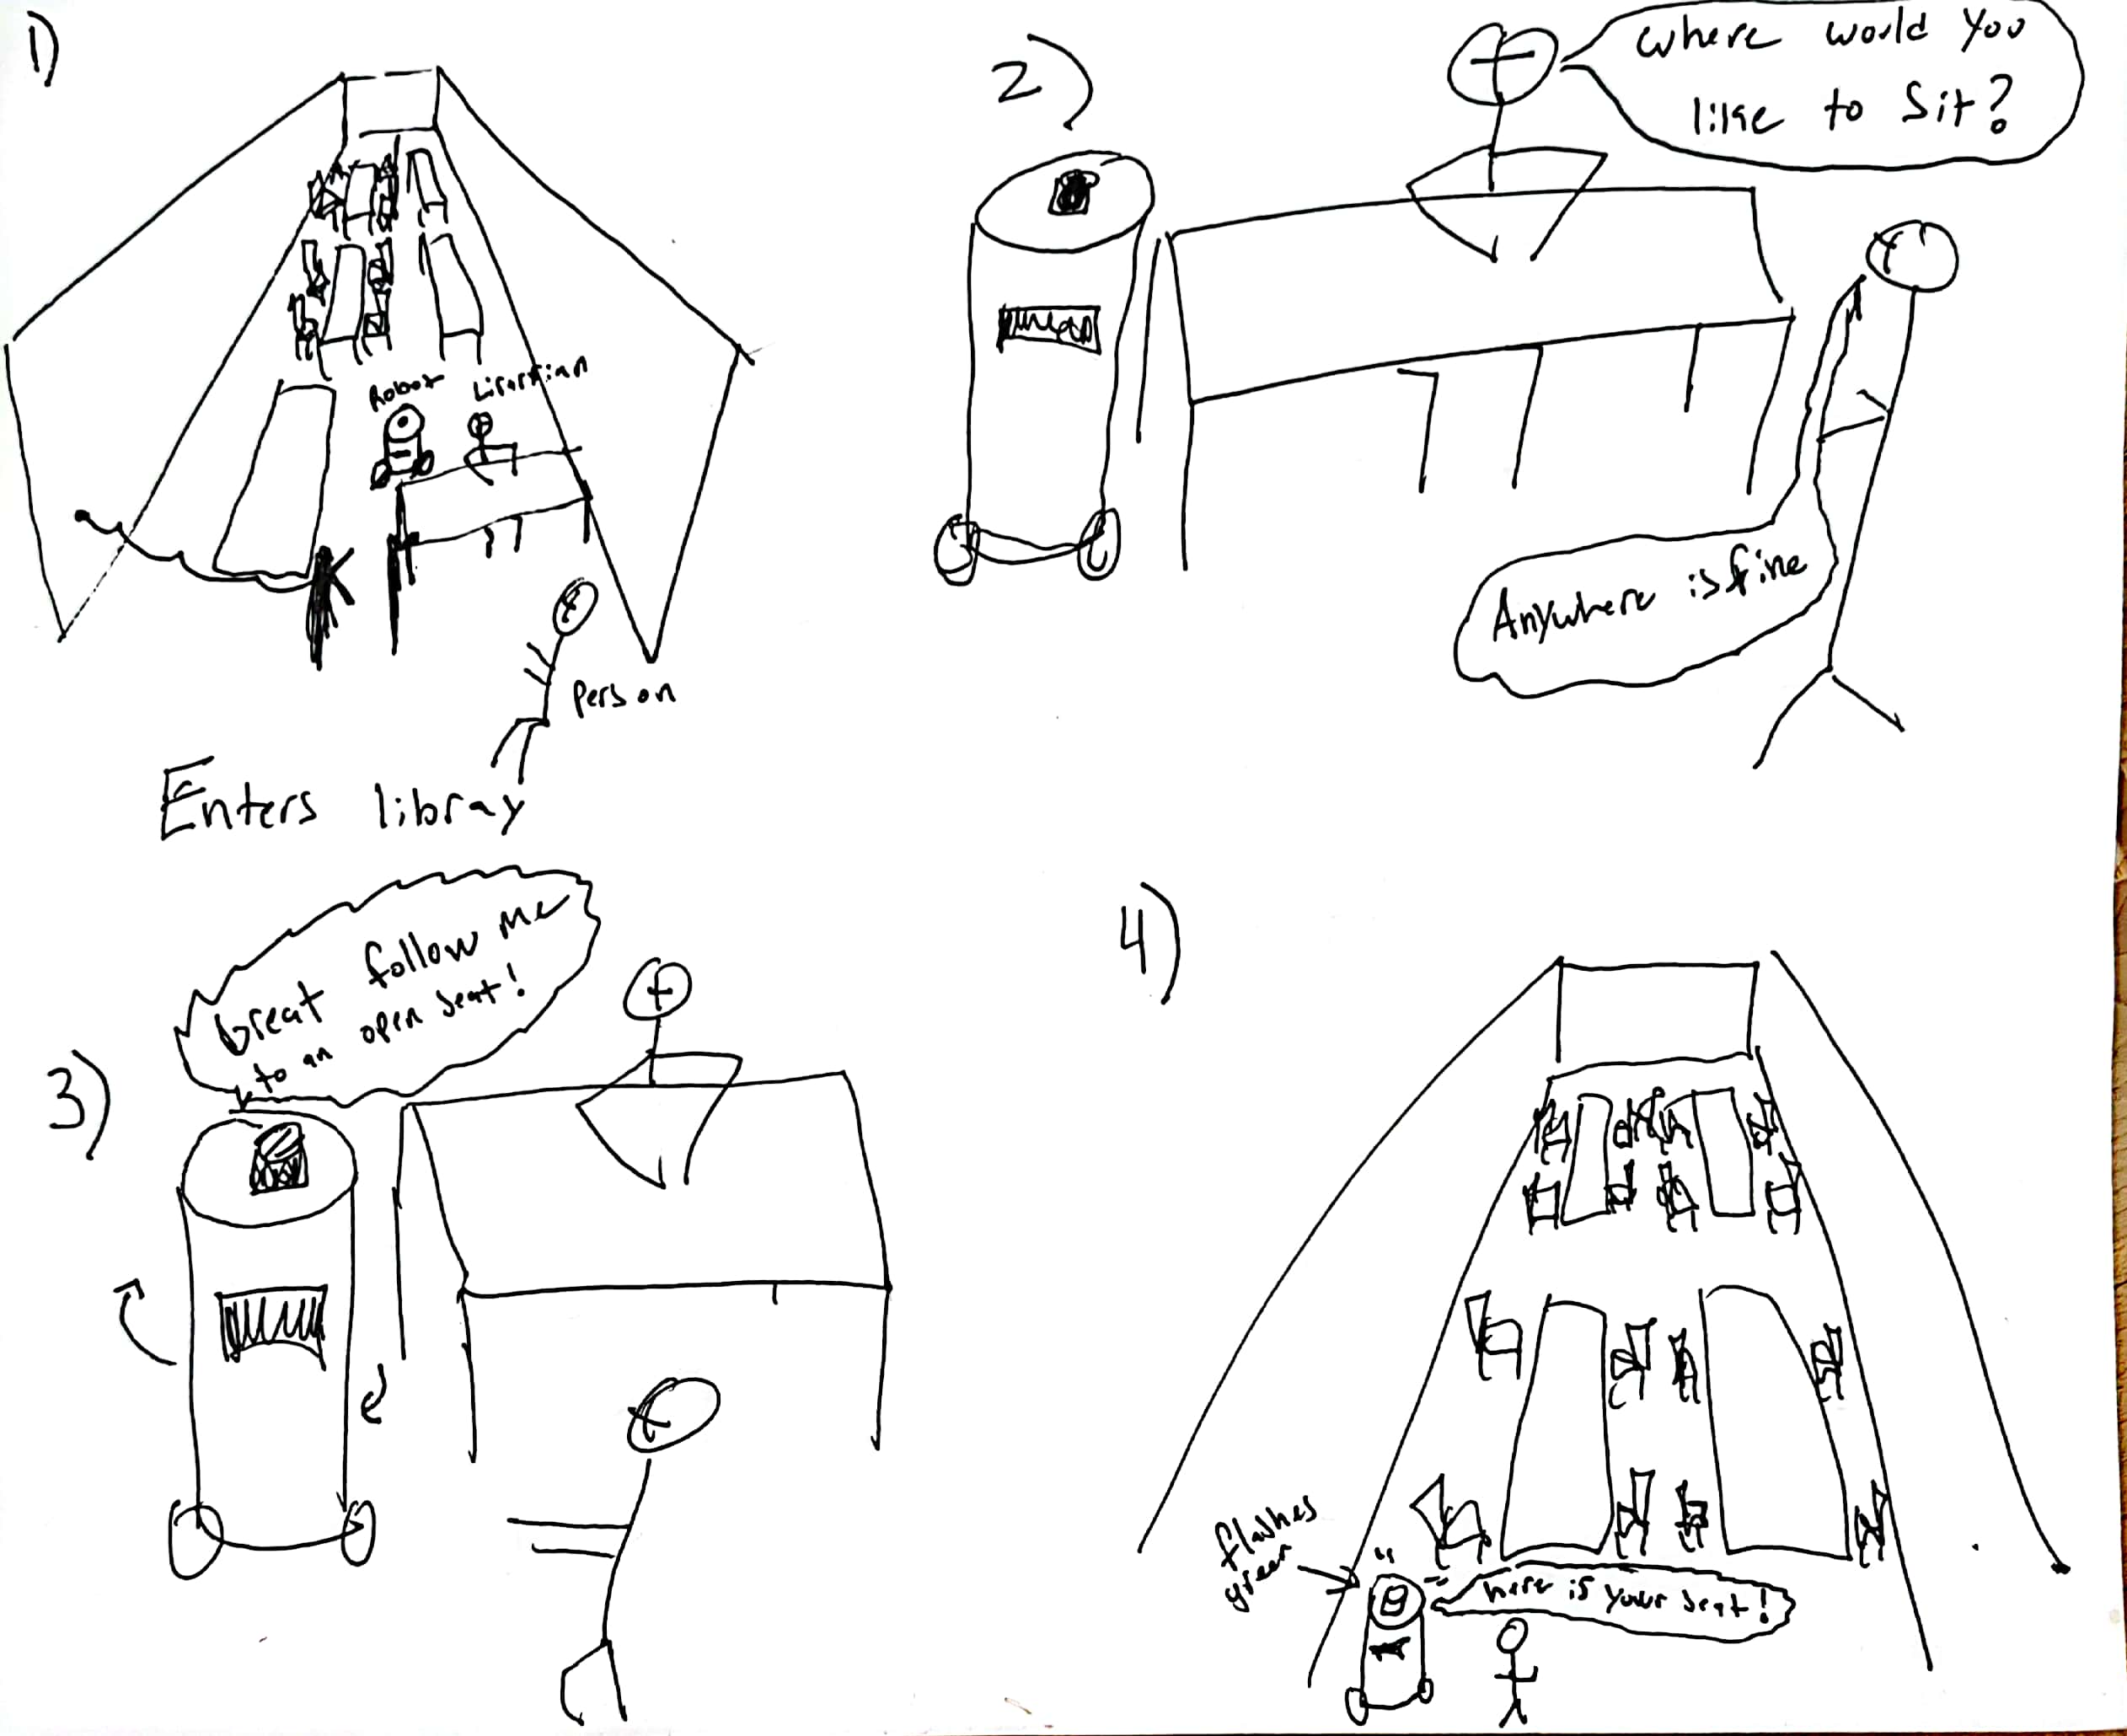 1)
Robot
Librarian
Person
Enters library
2)
Where would you
like to sit?
Anywhere is fine
3)
Great follow me
to an open seat!
4)
flashes
green
here is your seat!